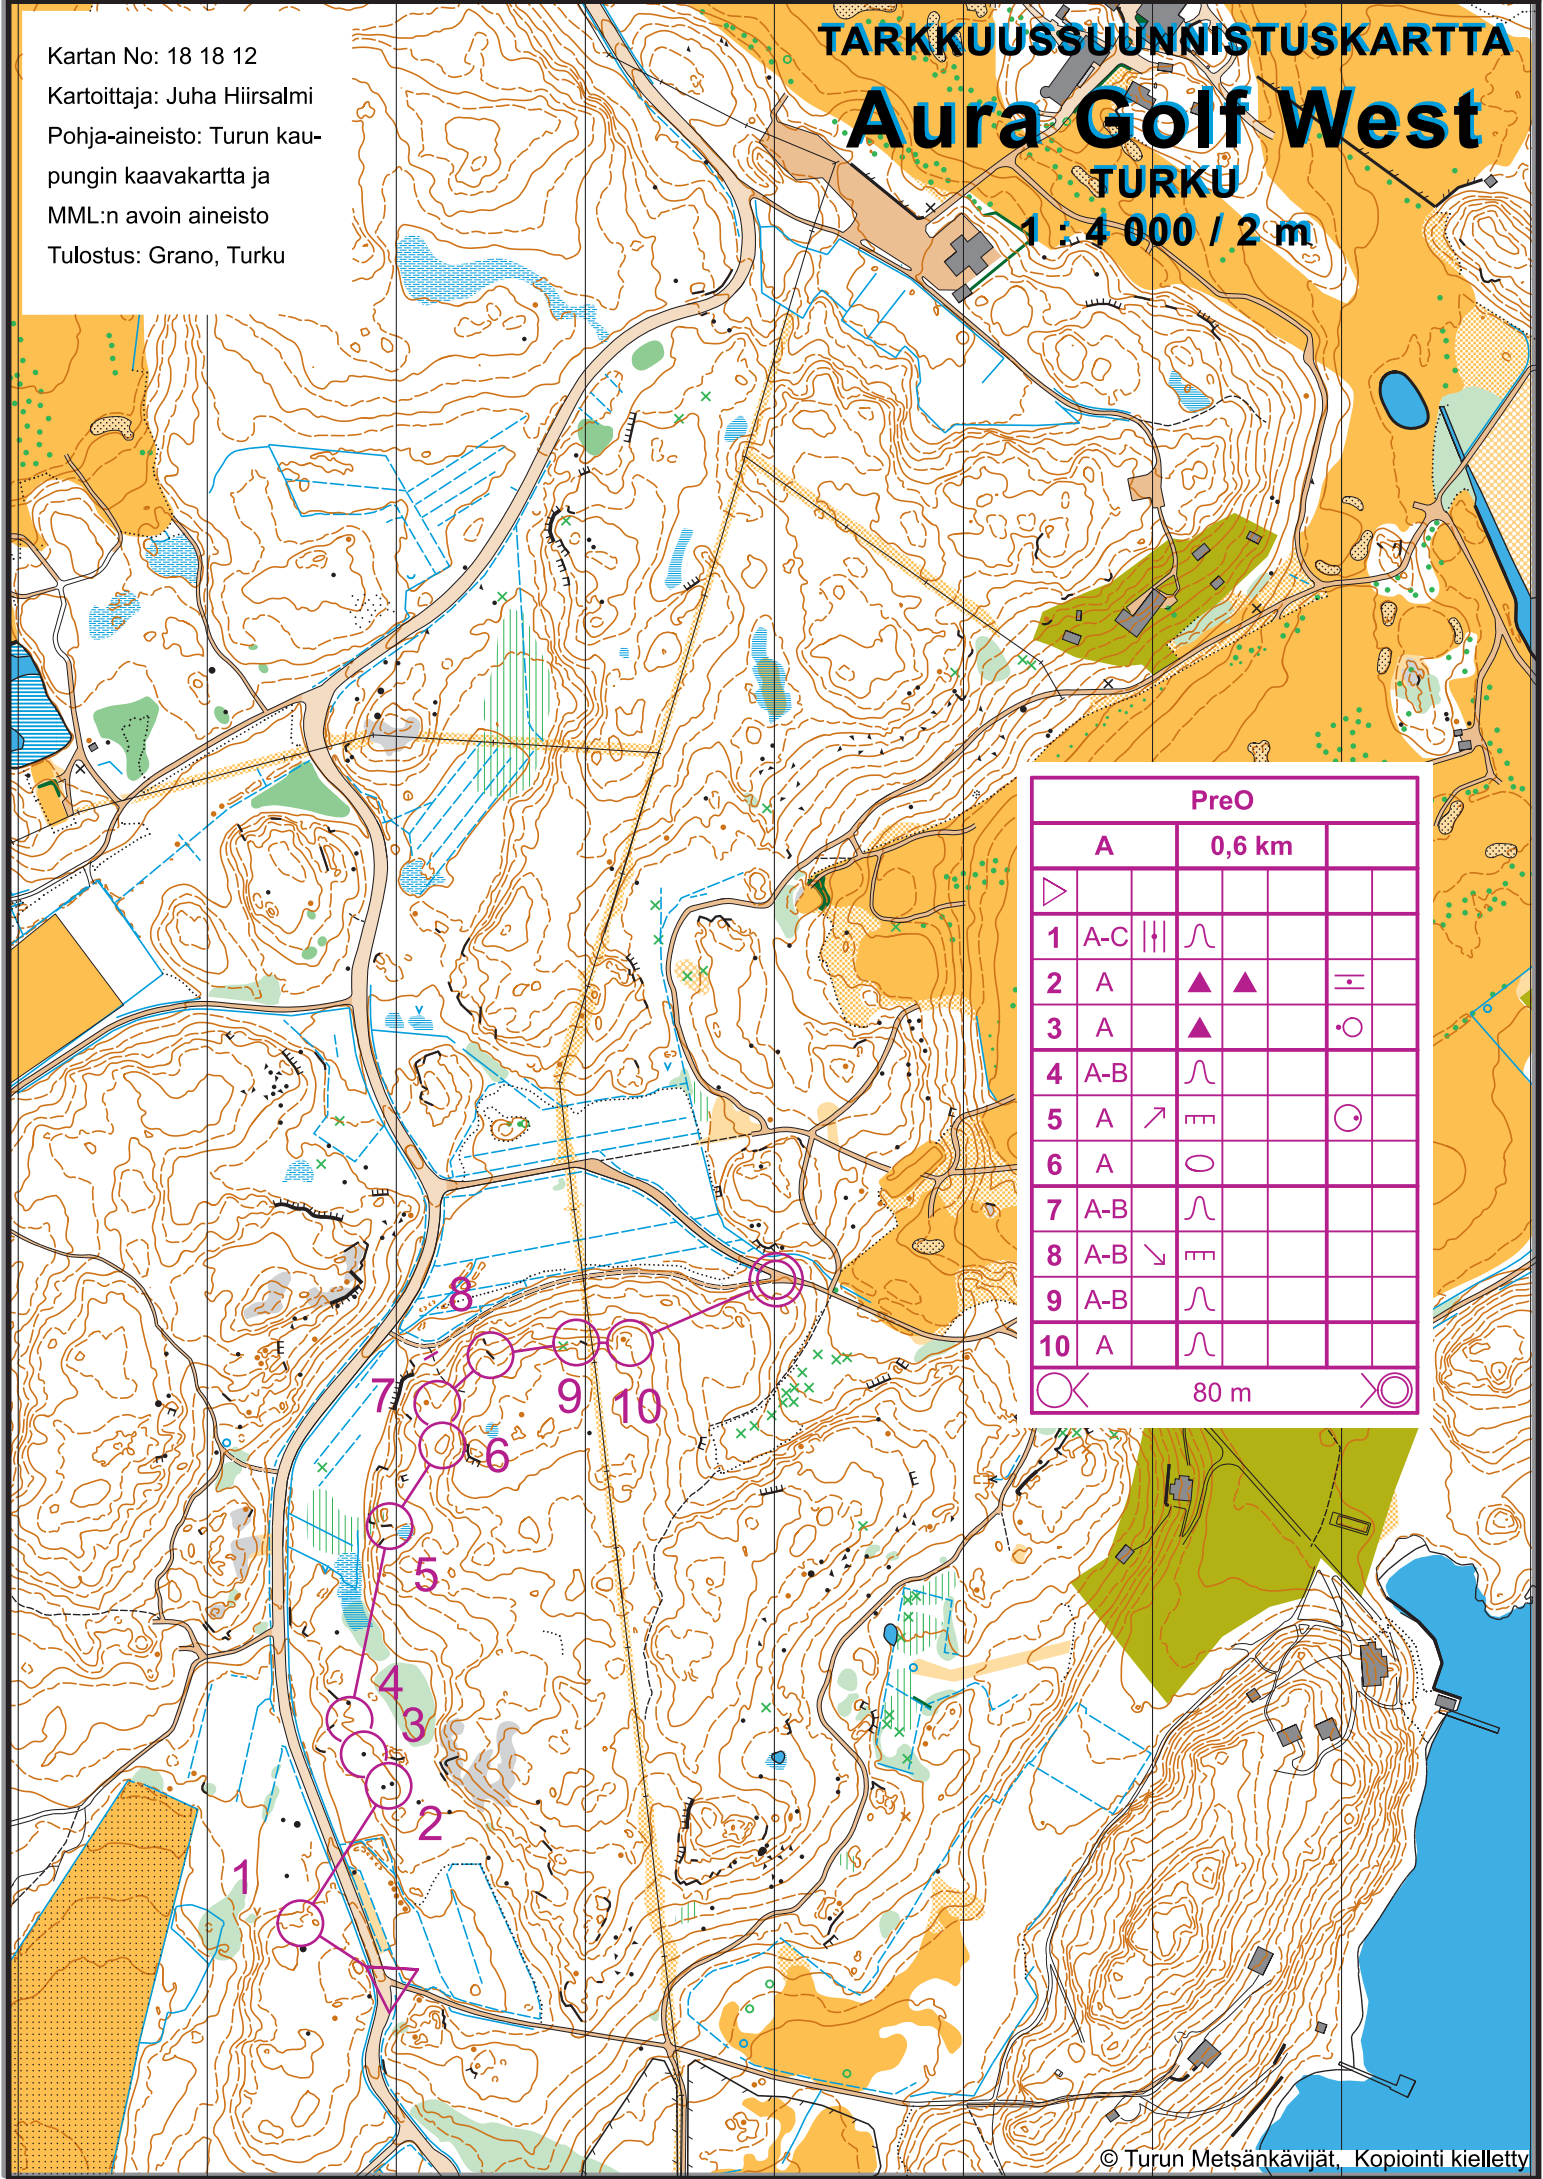 Kartan No: 18 18 12
Kartoittaja: Juha Hiirsalmi
Pohja-aineisto: Turun kau-
pungin kaavakartta ja
MML:n avoin aineisto
Tulostus: Grano, Turku
TARKKUUSSUUNNISTUSKARTTA
Aura Golf West
TURKU
1 : 4 000 / 2 m
PreO
A 0,6 km
1 A-C
2 A
3 A
4 A-B
5 A
6 A
7 A-B
8 A-B
9 A-B
10 A
80 m
8
7
9
10
6
5
4
3
2
1
© Turun Metsänkävijät, Kopiointi kielletty